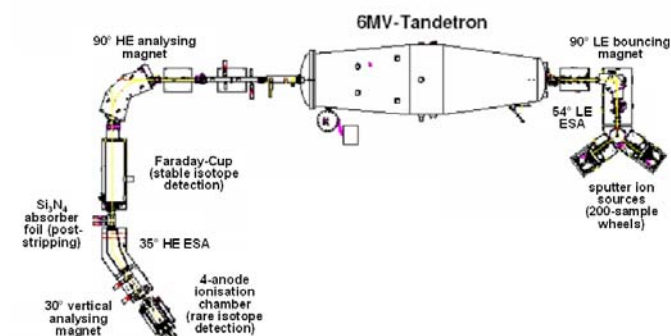 6MV-Tandetron
90° HE analysing
magnet
90° LE bouncing
magnet
54° LE
ESA
Faraday-Cup
(stable isotope
detection)
sputter ion
sources
(200-sample
wheels)
Si3N4
absorber
foil (post-
stripping)
35° HE ESA
4-anode
ionisation
chamber
(rare isotope
detection)
30° vertical
analysing
magnet